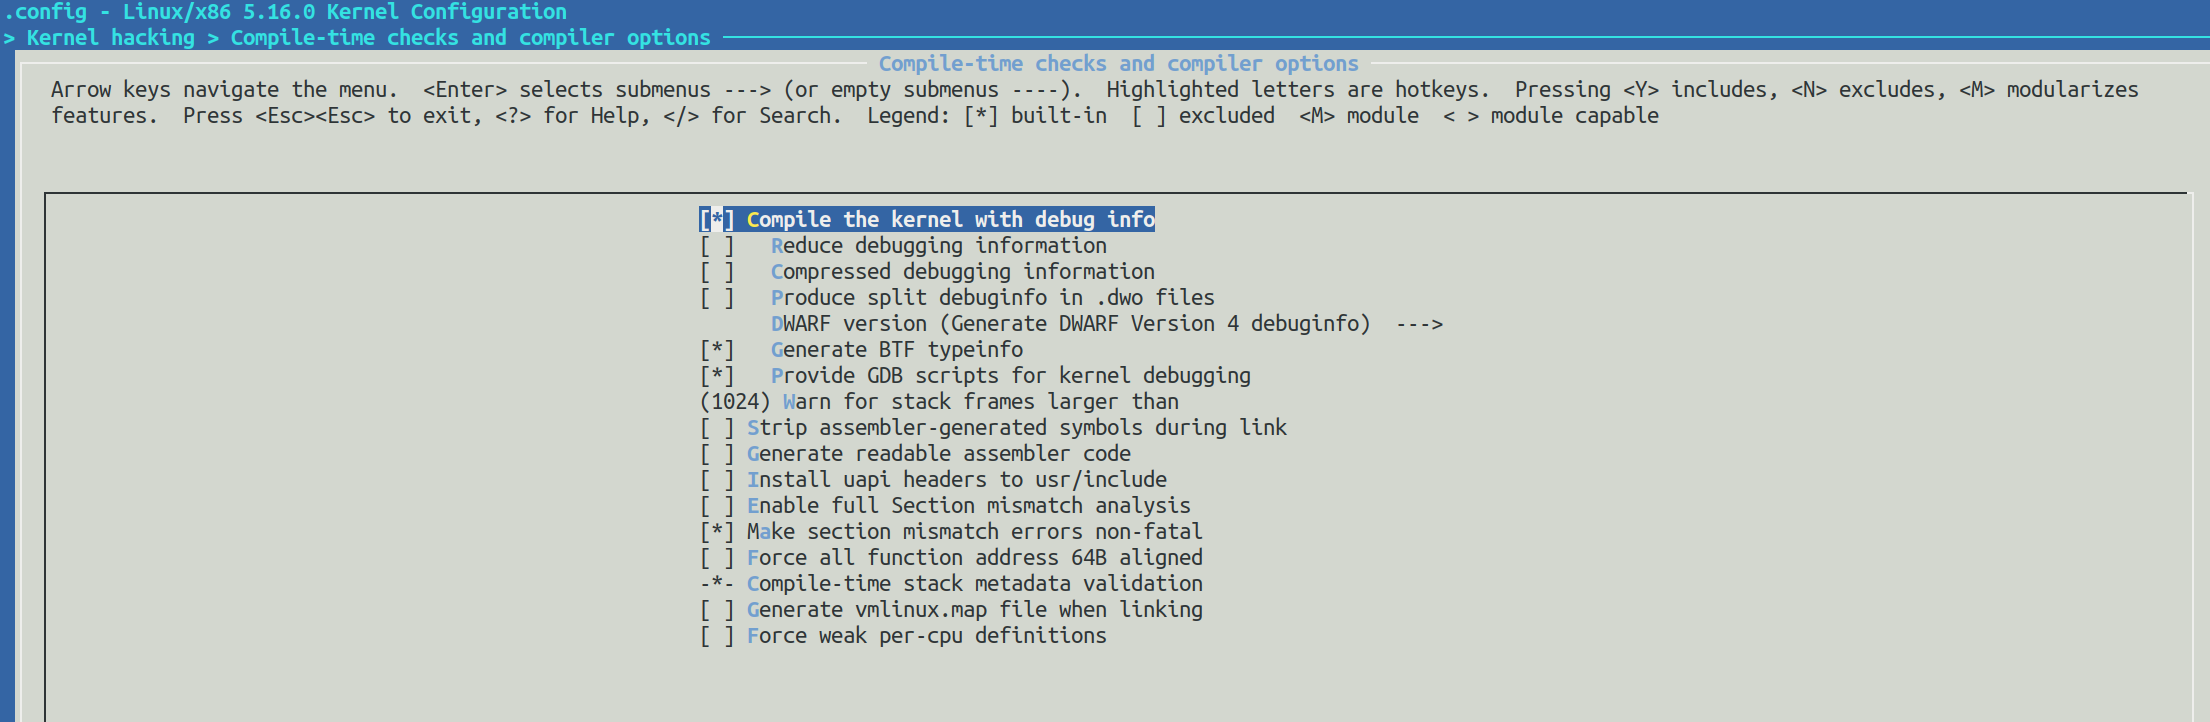 .config - Linux/x86 5.16.0 Kernel Configuration
> Kernel hacking > Compile-time checks and compiler options
Compile-time checks and compiler options
Arrow keys navigate the menu.  <Enter> selects submenus ---> (or empty submenus ----).  Highlighted letters are hotkeys.  Pressing <Y> includes, <N> excludes, <M> modularizes
features.  Press <Esc><Esc> to exit, <?> for Help, </> for Search.  Legend: [*] built-in  [ ] excluded  <M> module  < > module capable
[*] Compile the kernel with debug info
[ ]   Reduce debugging information
[ ]   Compressed debugging information
[ ]   Produce split debuginfo in .dwo files
DWARF version (Generate DWARF Version 4 debuginfo)  --->
[*]   Generate BTF typeinfo
[*]   Provide GDB scripts for kernel debugging
(1024) Warn for stack frames larger than
[ ] Strip assembler-generated symbols during link
[ ] Generate readable assembler code
[ ] Install uapi headers to usr/include
[ ] Enable full Section mismatch analysis
[*] Make section mismatch errors non-fatal
[ ] Force all function address 64B aligned
-*- Compile-time stack metadata validation
[ ] Generate vmlinux.map file when linking
[ ] Force weak per-cpu definitions